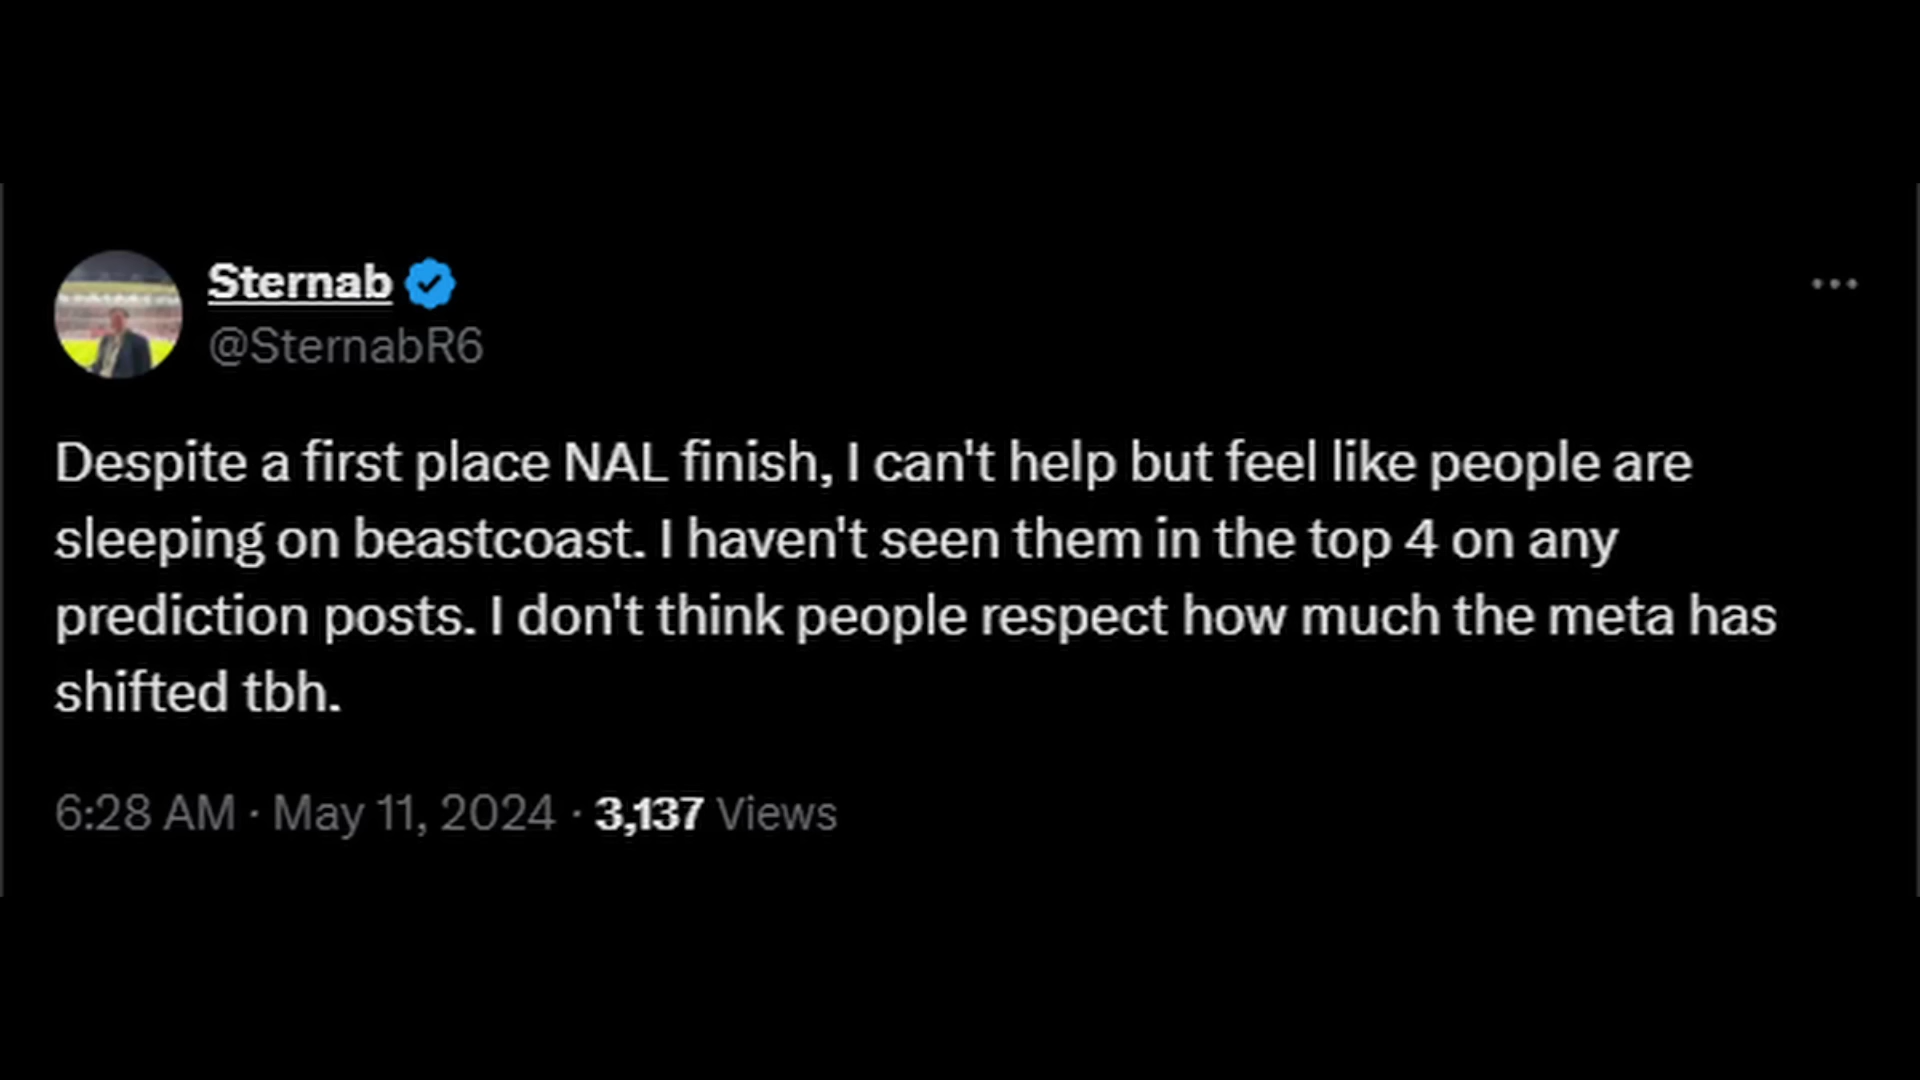 Sternab
@SternabR6
Despite a first place NAL finish, I can't help but feel like people are
sleeping on beastcoast. I haven't seen them in the top 4 on any
prediction posts. I don't think people respect how much the meta has
shifted tbh.
6:28 AM · May 11, 2024 · 3,137 Views